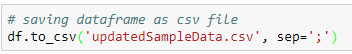 # saving dataframe as csv file
df.to_csv('updatedSampleData.csv', sep=';')